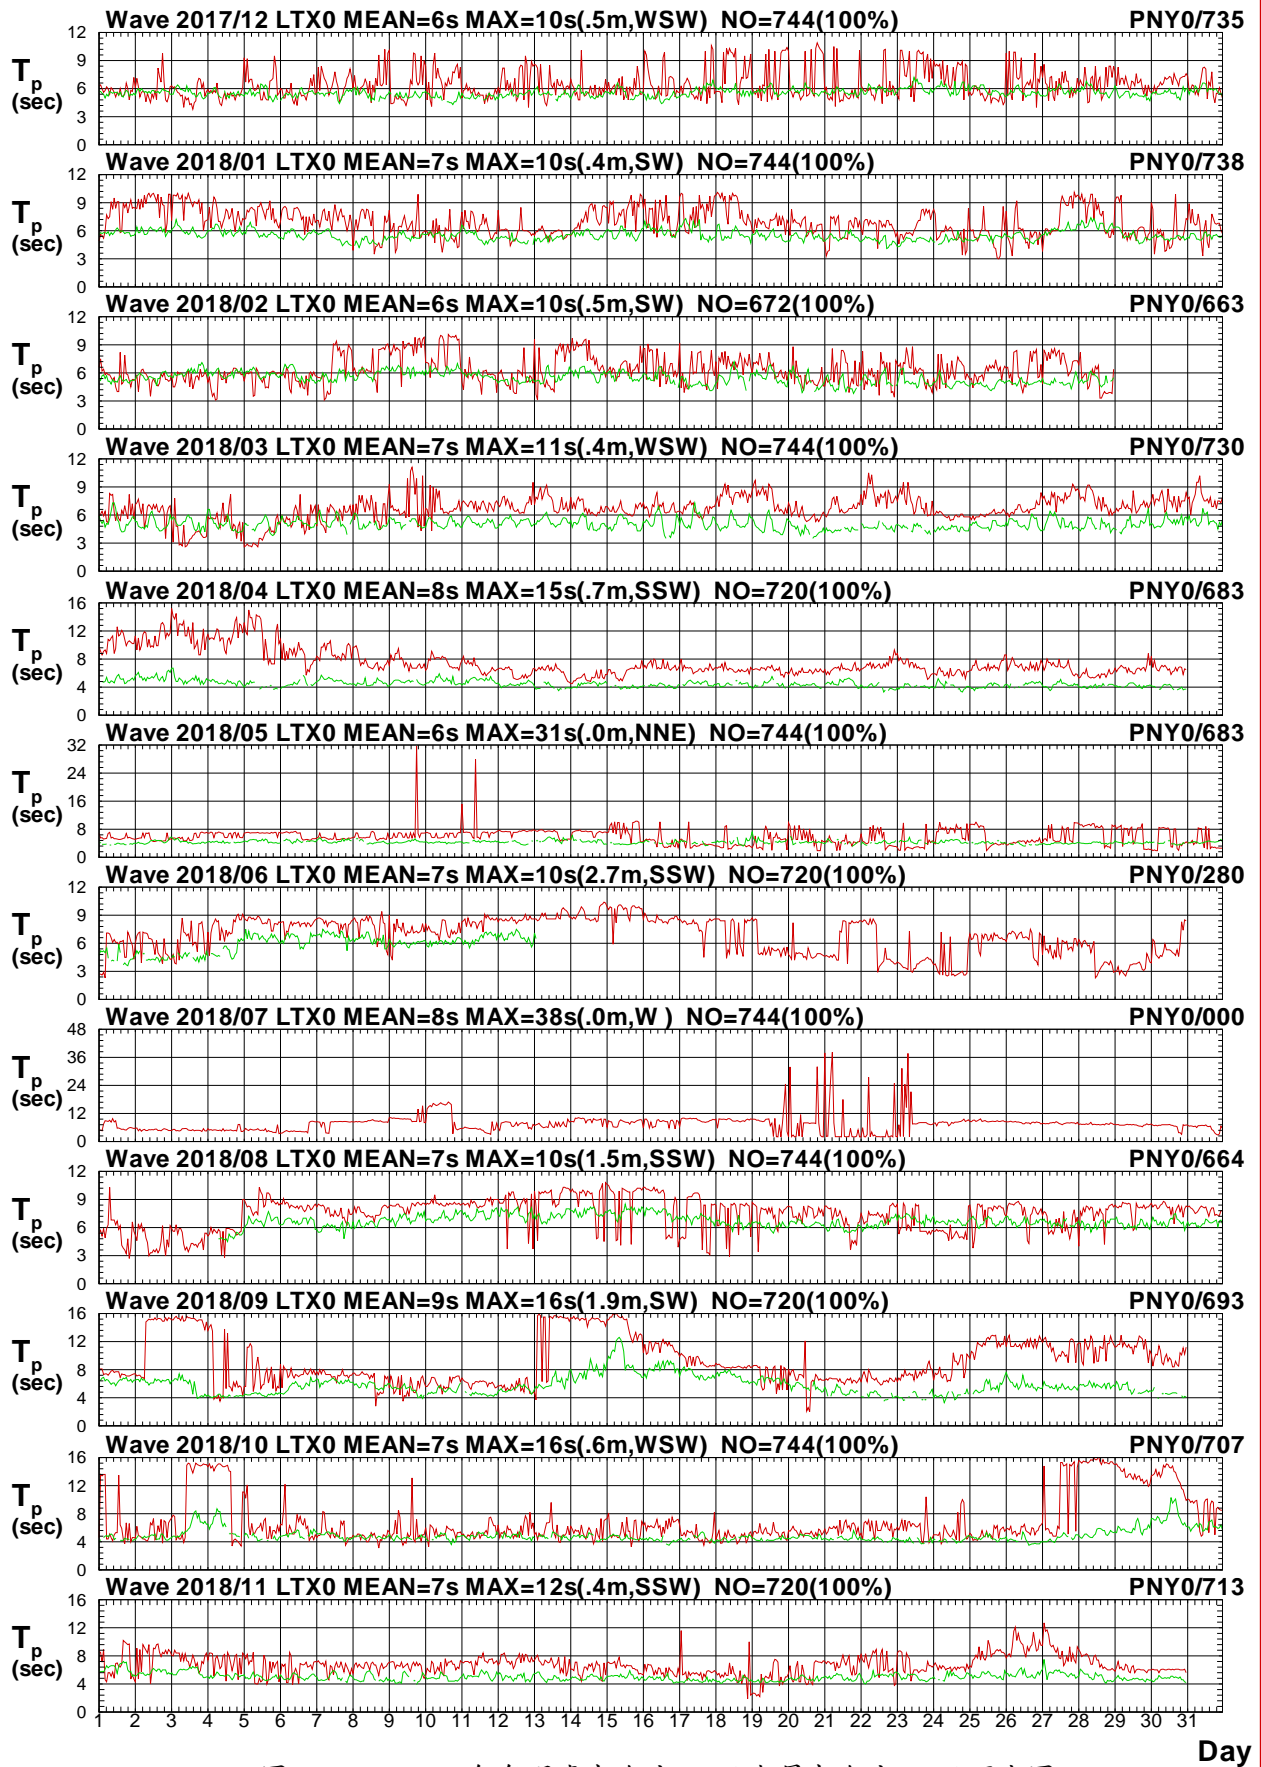 Wave 2017/12 LTX0 MEAN=6s MAX=10s(.5m,WSW) NO=744(100%) PNY0/735
12
9
6
3
0
Tp
(sec)
Wave 2018/01 LTX0 MEAN=7s MAX=10s(.4m,SW) NO=744(100%) PNY0/738
12
9
6
3
0
Tp
(sec)
Wave 2018/02 LTX0 MEAN=6s MAX=10s(.5m,SW) NO=672(100%) PNY0/663
12
9
6
3
0
Tp
(sec)
Wave 2018/03 LTX0 MEAN=7s MAX=11s(.4m,WSW) NO=744(100%) PNY0/730
12
9
6
3
0
Tp
(sec)
Wave 2018/04 LTX0 MEAN=8s MAX=15s(.7m,SSW) NO=720(100%) PNY0/683
16
12
8
4
0
Tp
(sec)
Wave 2018/05 LTX0 MEAN=6s MAX=31s(.0m,NNE) NO=744(100%) PNY0/683
32
24
16
8
0
Tp
(sec)
Wave 2018/06 LTX0 MEAN=7s MAX=10s(2.7m,SSW) NO=720(100%) PNY0/280
12
9
6
3
0
Tp
(sec)
Wave 2018/07 LTX0 MEAN=8s MAX=38s(.0m,W ) NO=744(100%) PNY0/000
48
36
24
12
0
Tp
(sec)
Wave 2018/08 LTX0 MEAN=7s MAX=10s(1.5m,SSW) NO=744(100%) PNY0/664
12
9
6
3
0
Tp
(sec)
Wave 2018/09 LTX0 MEAN=9s MAX=16s(1.9m,SW) NO=720(100%) PNY0/693
16
12
8
4
0
Tp
(sec)
Wave 2018/10 LTX0 MEAN=7s MAX=16s(.6m,WSW) NO=744(100%) PNY0/707
16
12
8
4
0
Tp
(sec)
Wave 2018/11 LTX0 MEAN=7s MAX=12s(.4m,SSW) NO=720(100%) PNY0/713
16
12
8
4
0
Tp
(sec)
1 2 3 4 5 6 7 8 9 10 11 12 13 14 15 16 17 18 19 20 21 22 23 24 25 26 27 28 29 30 31
Day